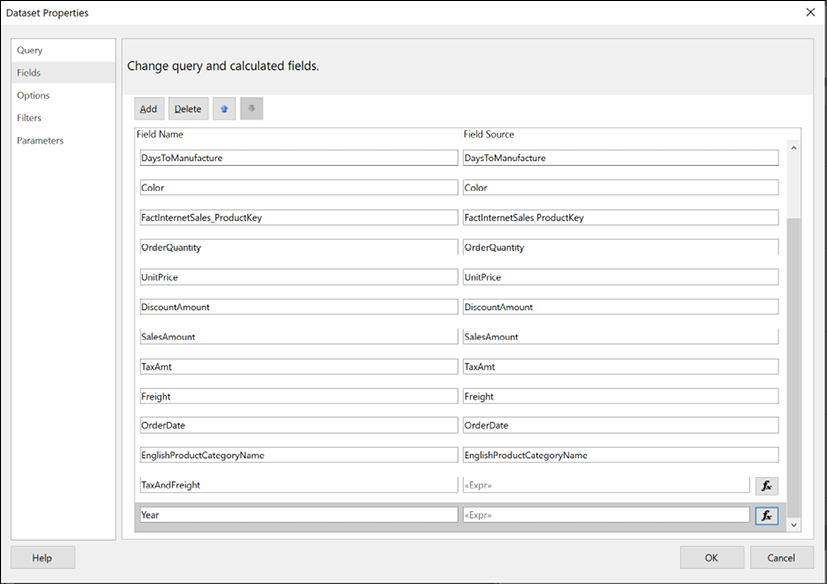 Dataset Properties
Query
Fields
Options
Filters
Parameters
Change query and calculated fields.
Add Delete
Field Name Field Source
DaysToManufacture DaysToManufacture
Color Color
FactInternetSales_ProductKey FactInternetSales ProductKey
OrderQuantity OrderQuantity
UnitPrice UnitPrice
DiscountAmount DiscountAmount
SalesAmount SalesAmount
TaxAmt TaxAmt
Freight Freight
OrderDate OrderDate
EnglishProductCategoryName EnglishProductCategoryName
TaxAndFreight «Expr» fx
Year «Expr» fx
Help OK Cancel